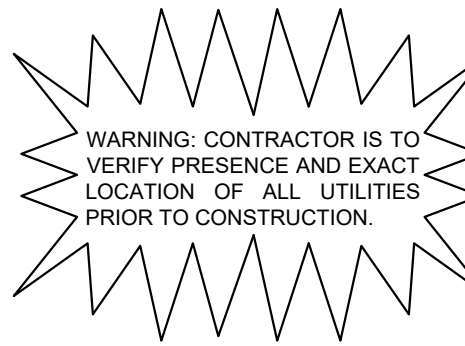 WARNING: CONTRACTOR IS TO
VERIFY PRESENCE AND EXACT
LOCATION OF ALL UTILITIES
PRIOR TO CONSTRUCTION.